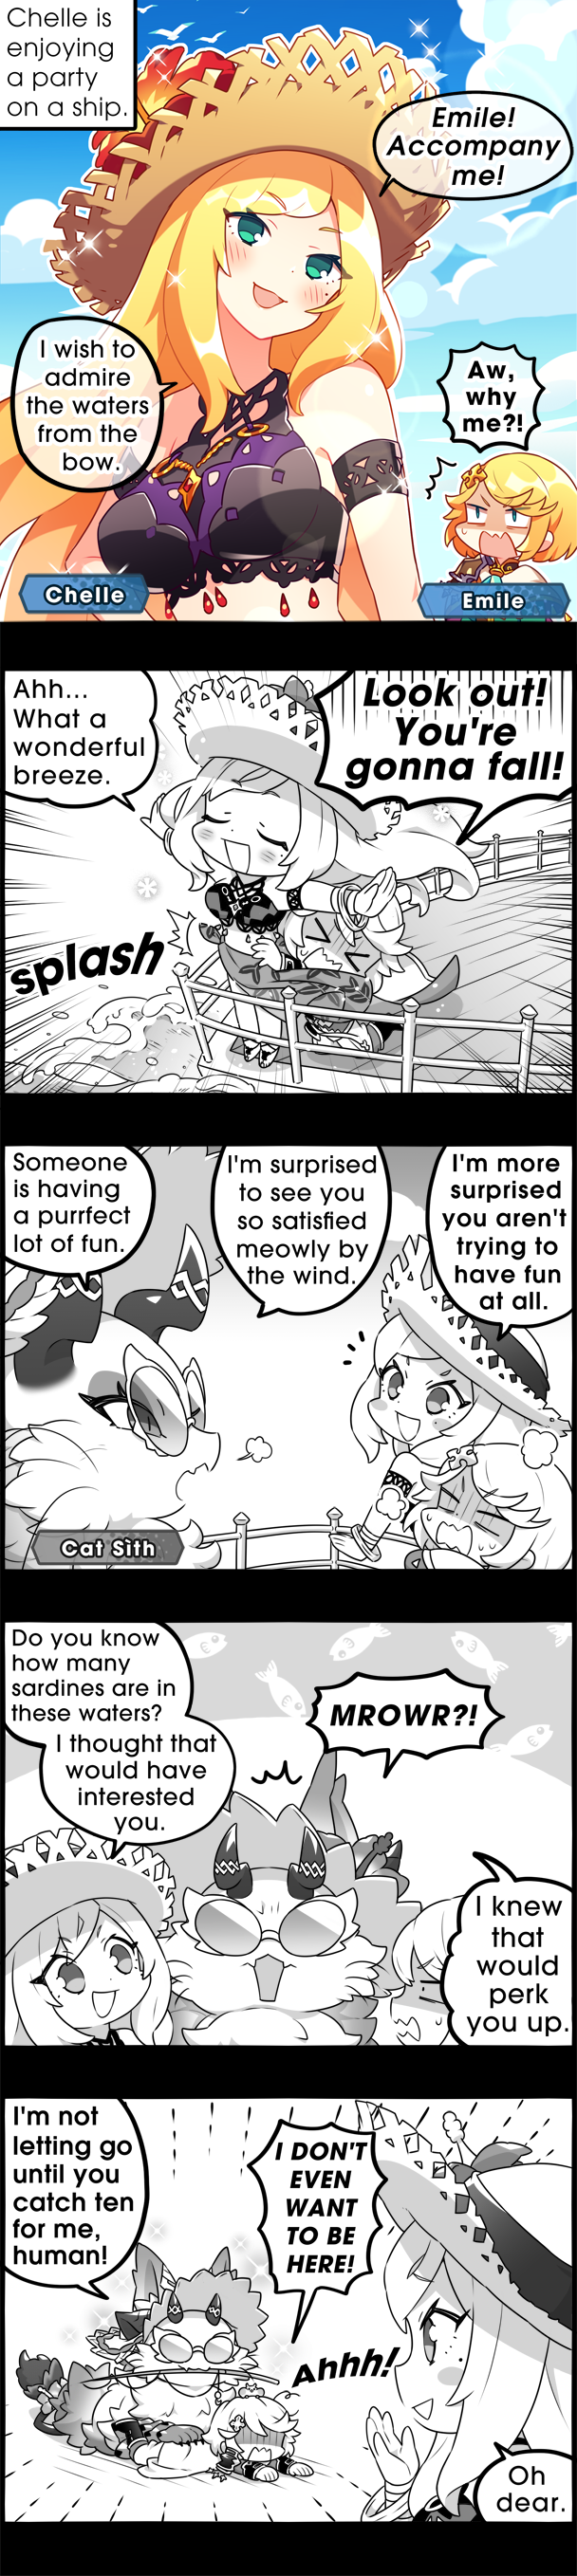 Chelle is
enjoying
a party
on a ship.
Emile!
Accompany
me!
I wish to
admire
the waters
from the
bow.
Aw,
why
me?!
Chelle
Emile
Ahh...
What a
wonderful
breeze.
Look out!
You're
gonna fall!
splash
Someone
is having
a purrfect
lot of fun.
I'm surprised
to see you
so satisfied
meowly by
the wind.
I'm more
surprised
you aren't
trying to
have fun
at all.
Cat Sìth
Do you know
how many
sardines are in
these waters?
I thought that
would have
interested
you.
MROWR?!
I knew
that
would
perk
you up.
I'm not
letting go
until you
catch ten
for me,
human!
I DON'T
EVEN
WANT
TO BE
HERE!
Ahhh!
Oh
dear.